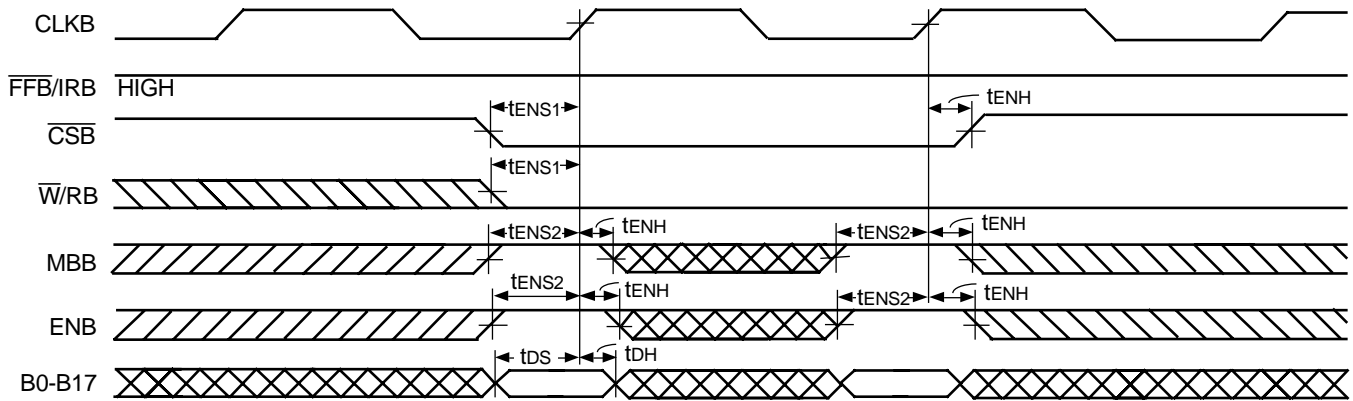 CLKB
FFB/IRB HIGH
tENS1 tENH
CSB
tENS1
W/RB
tENS2 tENH tENS2 tENH
MBB
tENS2 tENH tENS2 tENH
ENB
tDS tDH
B0-B17